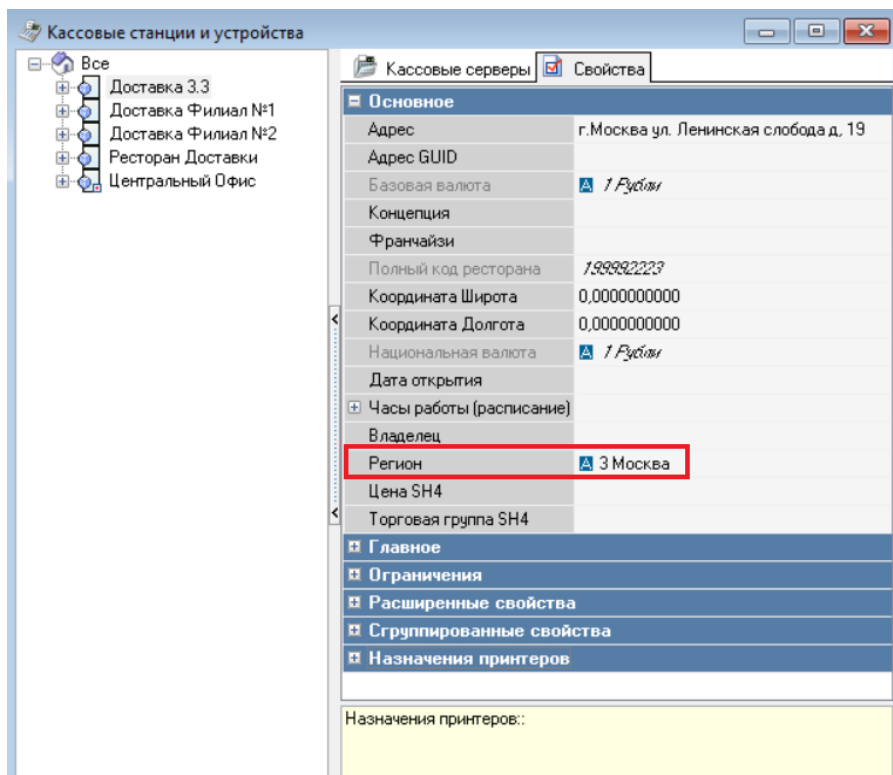 Кассовые станции и устройства
Все
Доставка 3.3
Доставка Филиал №1
Доставка Филиал №2
Ресторан Доставки
Центральный Офис
Кассовые серверы Свойства
Основное
Адрес г.Москва ул. Ленинская слобода д, 19
Адрес GUID
Базовая валюта 1 Рубли
Концепция
Франчайзи
Полный код ресторана 199992223
Координата Широта 0,0000000000
Координата Долгота 0,0000000000
Национальная валюта 1 Рубли
Дата открытия
Часы работы (расписание)
Владелец
Регион 3 Москва
Цена SH4
Торговая группа SH4
Главное
Ограничения
Расширенные свойства
Сгруппированные свойства
Назначения принтеров
Назначения принтеров::